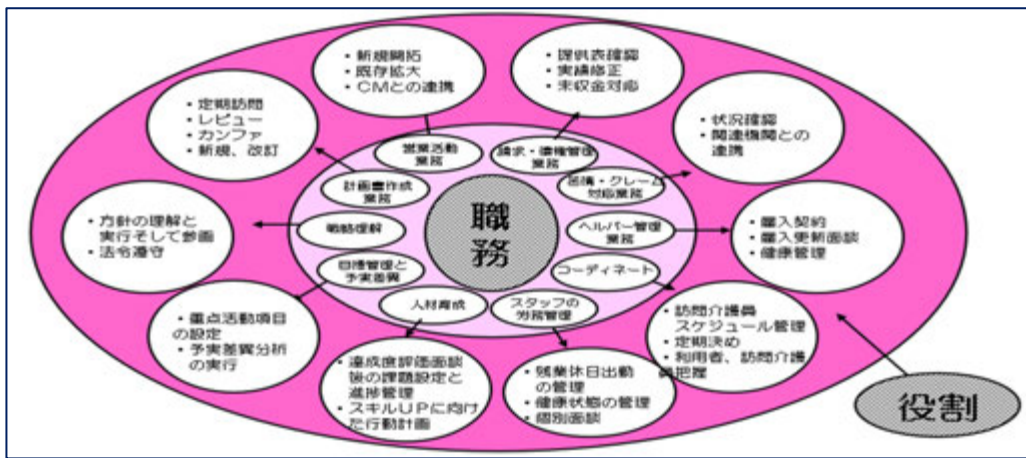 ・新規開拓
・既存拡大
・CMとの連携
・提供表確認
・実績修正
・未収金対応
・定期訪問
・レビュー
・カンファ
・新規、改訂
・状況確認
・関連機関との
連携
営業活動
業務
請求・債権管理
業務
計画書作成
業務
苦情・クレーム
対応業務
職
務
・方針の理解と
実行そして参画
・法令遵守
戦略理解
ヘルパー管理
業務
・雇入契約
・雇入更新面談
・健康管理
目標管理と
予実差異
コーディネート
人材育成
スタッフの
労務管理
・重点活動項目
の設定
・予実差異分析
の実行
・訪問介護員
スケジュール管理
・定期決め
・利用者、訪問介護
員把握
・達成度評価面談
後の課題設定と
進捗管理
・スキルUPに向け
た行動計画
・残業休日出勤
の管理
・健康状態の管理
・個別面談
役割